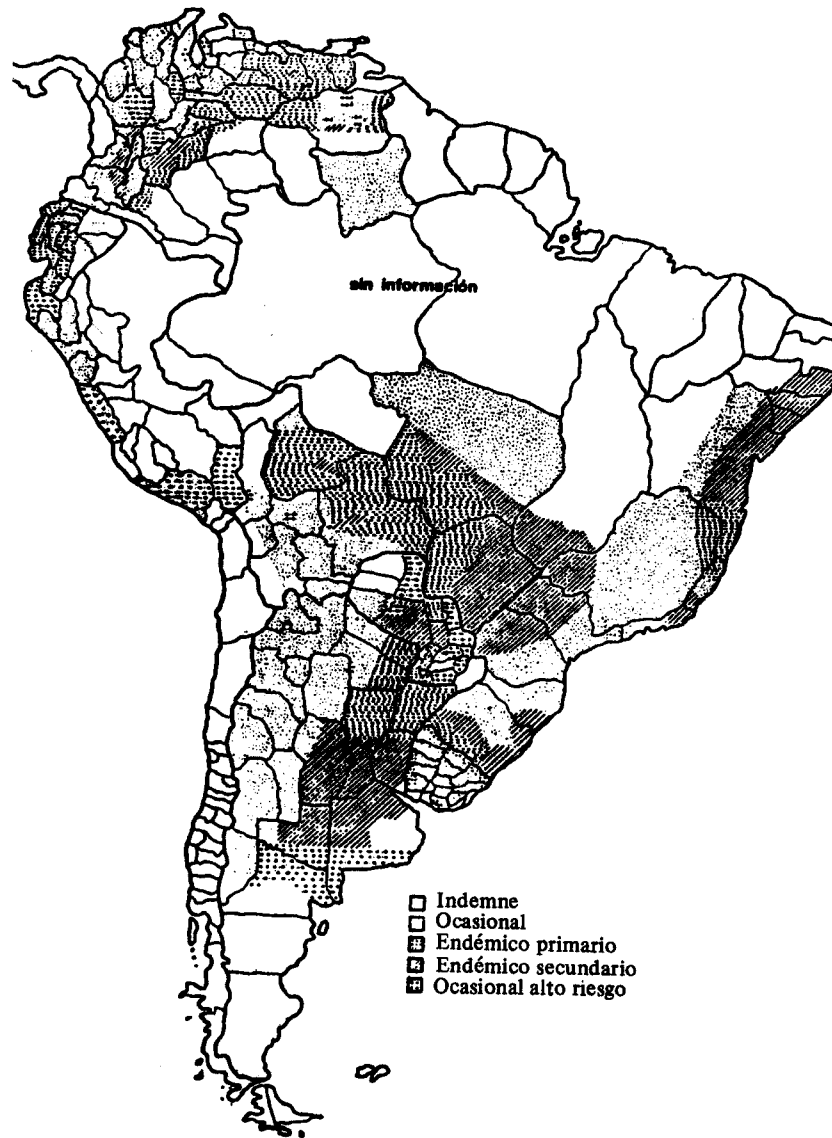 sin información
Indemne
Ocasional
Endémico primario
Endémico secundario
Ocasional alto riesgo